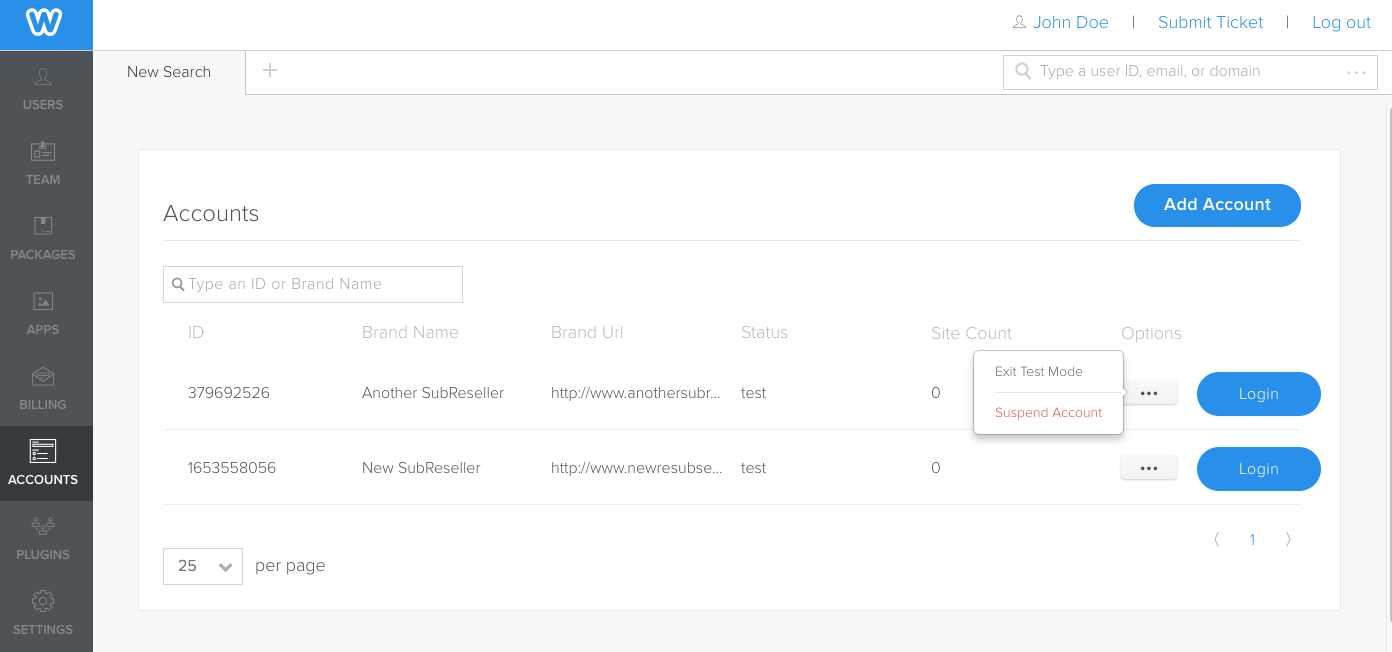 John Doe | Submit Ticket | Log out
New Search
Type a user ID, email, or domain
USERS
TEAM
PACKAGES
APPS
BILLING
ACCOUNTS
PLUGINS
SETTINGS
Accounts
Add Account
Type an ID or Brand Name
ID Brand Name Brand Url Status Site Count Options
379692526 Another SubReseller http://www.anothersubr... test 0 ••• Login
Exit Test Mode
Suspend Account
1653558056 New SubReseller http://www.newresubse... test 0 ••• Login
1
25 per page